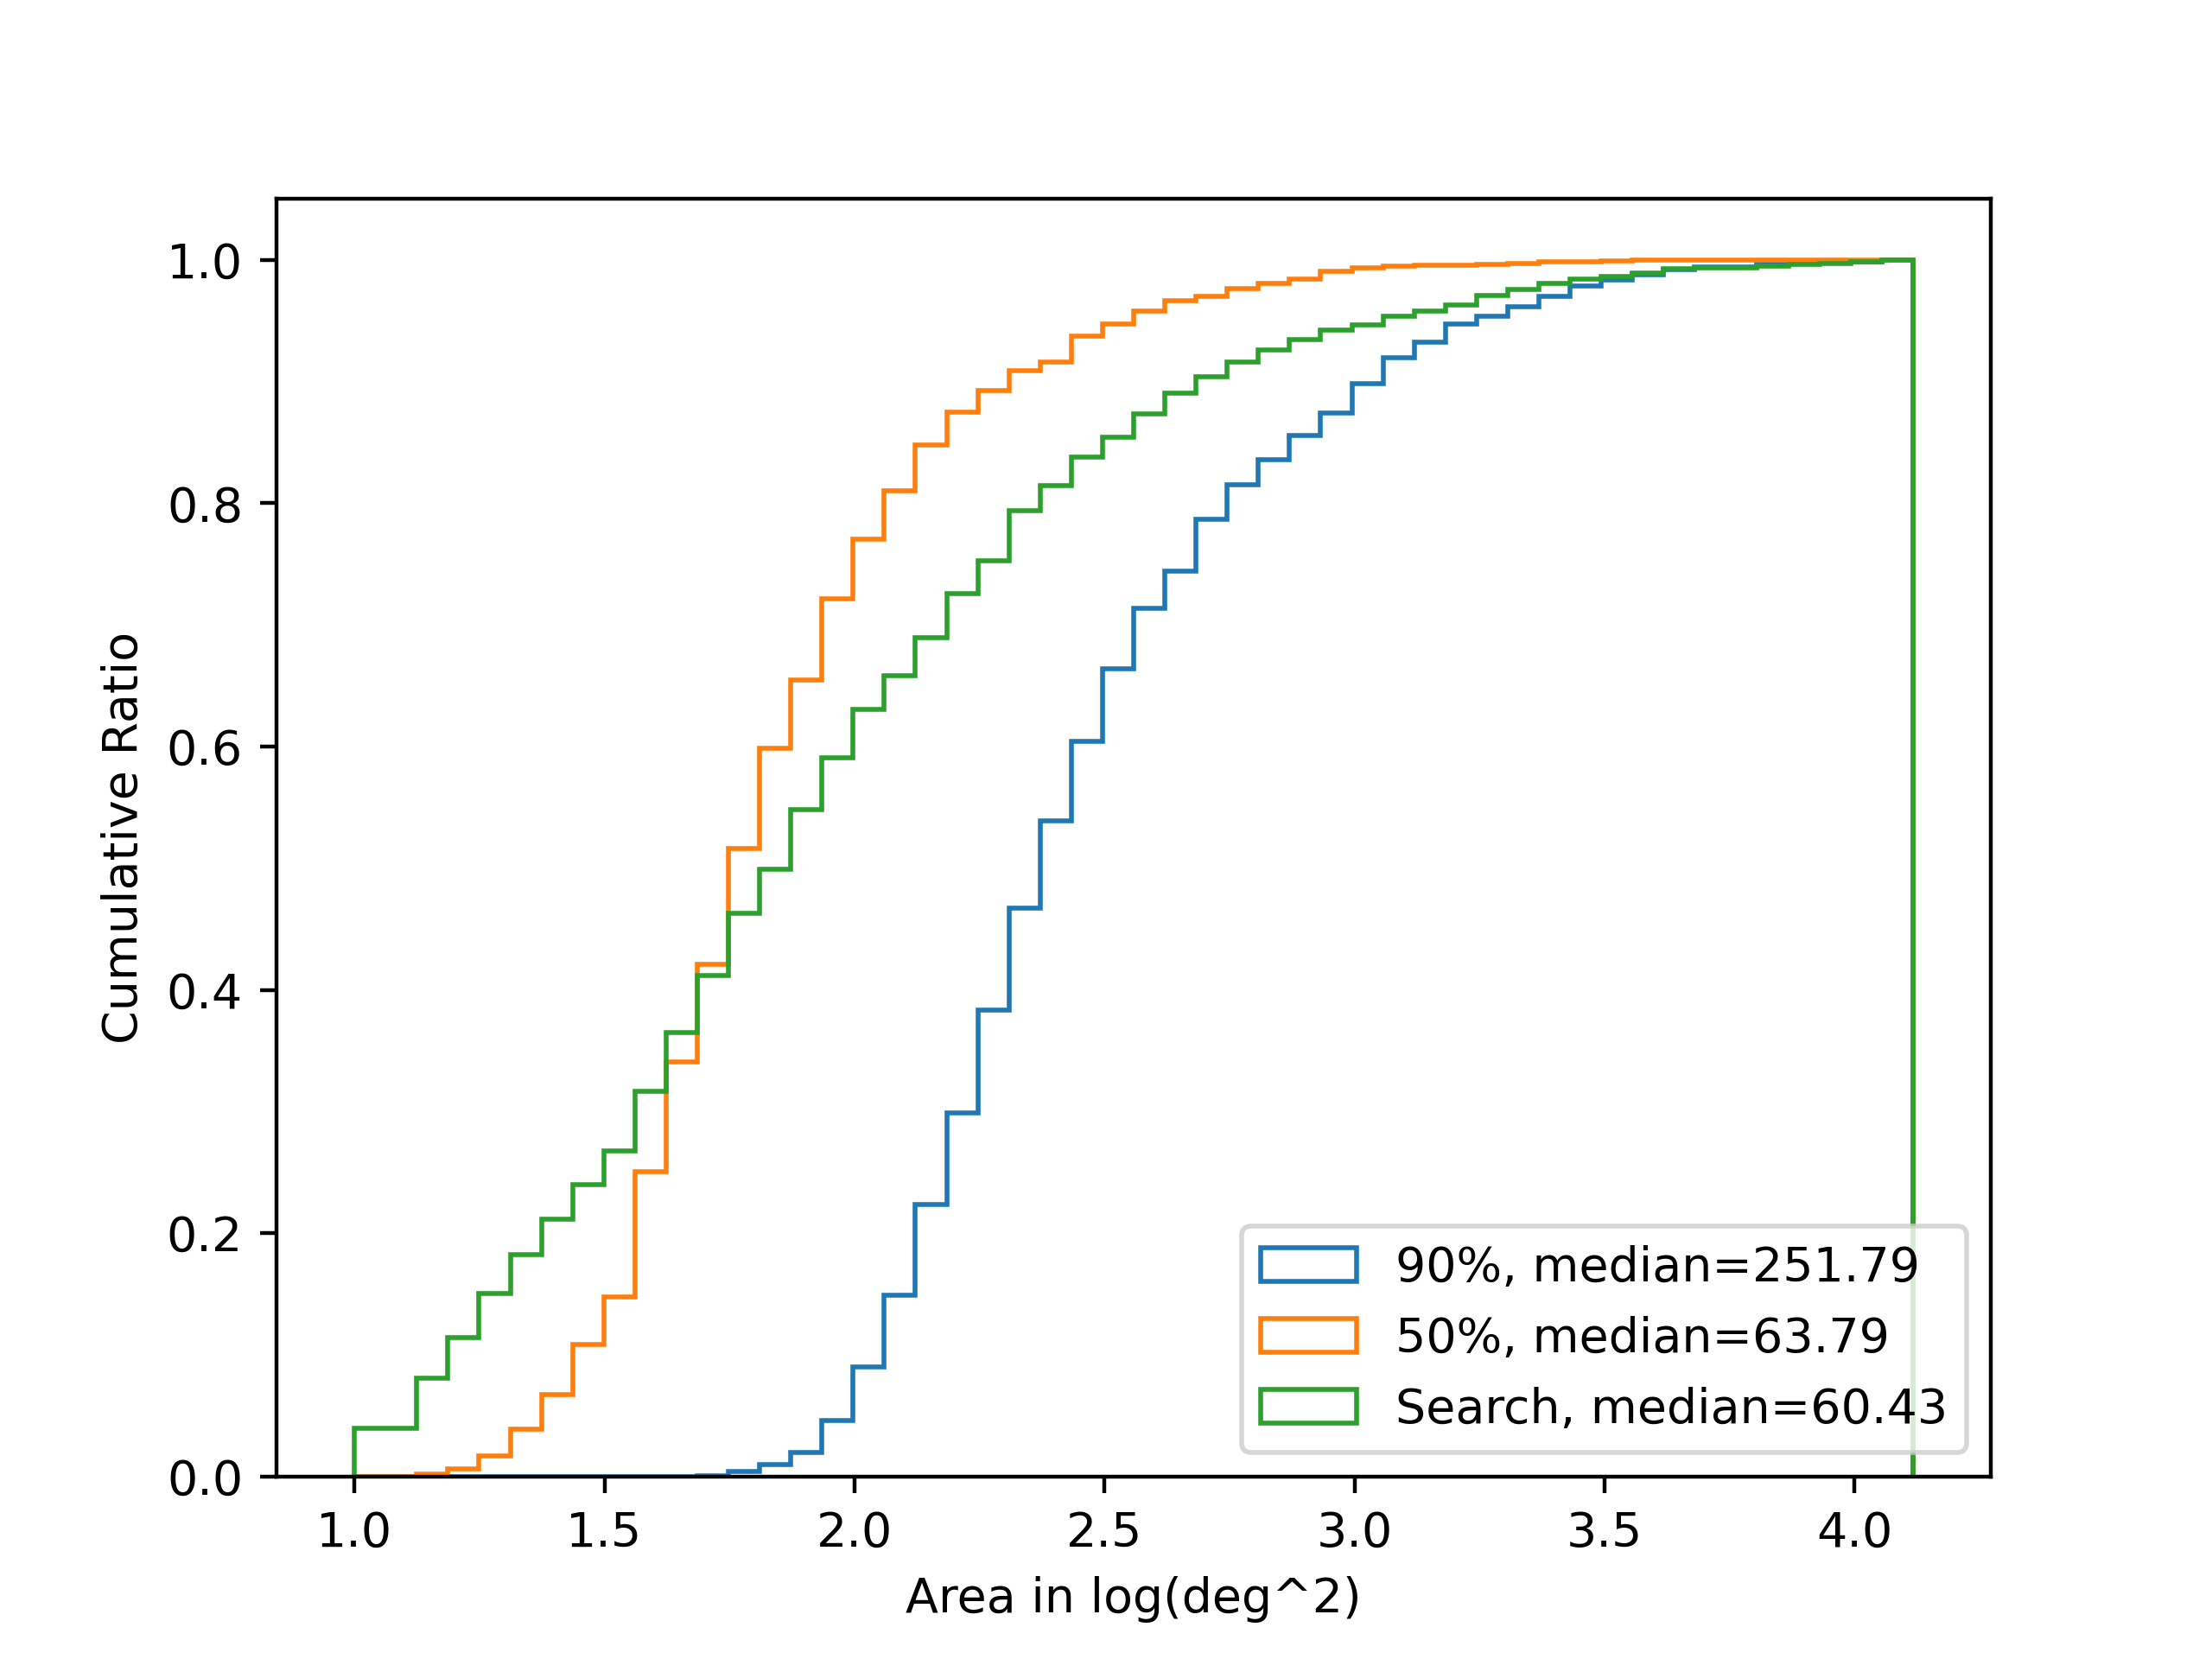 1.0
0.8
0.6
0.4
0.2
0.0
Cumulative Ratio
90%, median=251.79
50%, median=63.79
Search, median=60.43
1.0 1.5 2.0 2.5 3.0 3.5 4.0
Area in log(deg^2)